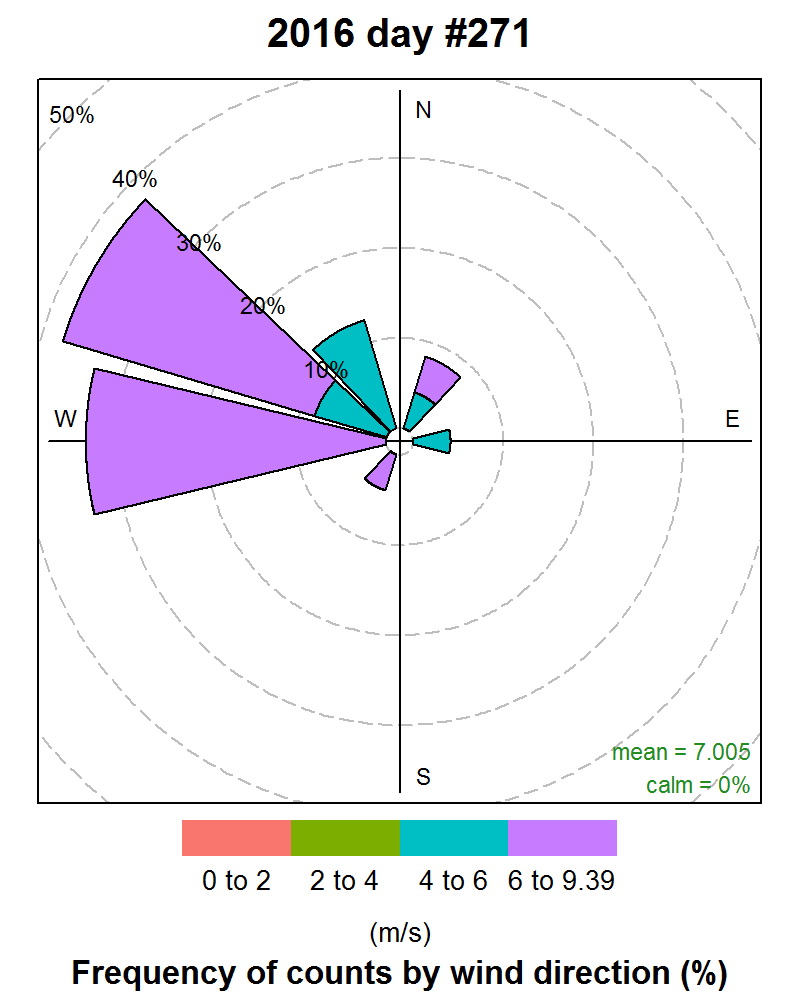 2016 day #271
N
50%
40%
30%
20%
10%
W
E
S
mean = 7.005
calm = 0%
0 to 2 2 to 4 4 to 6 6 to 9.39
(m/s)
Frequency of counts by wind direction (%)